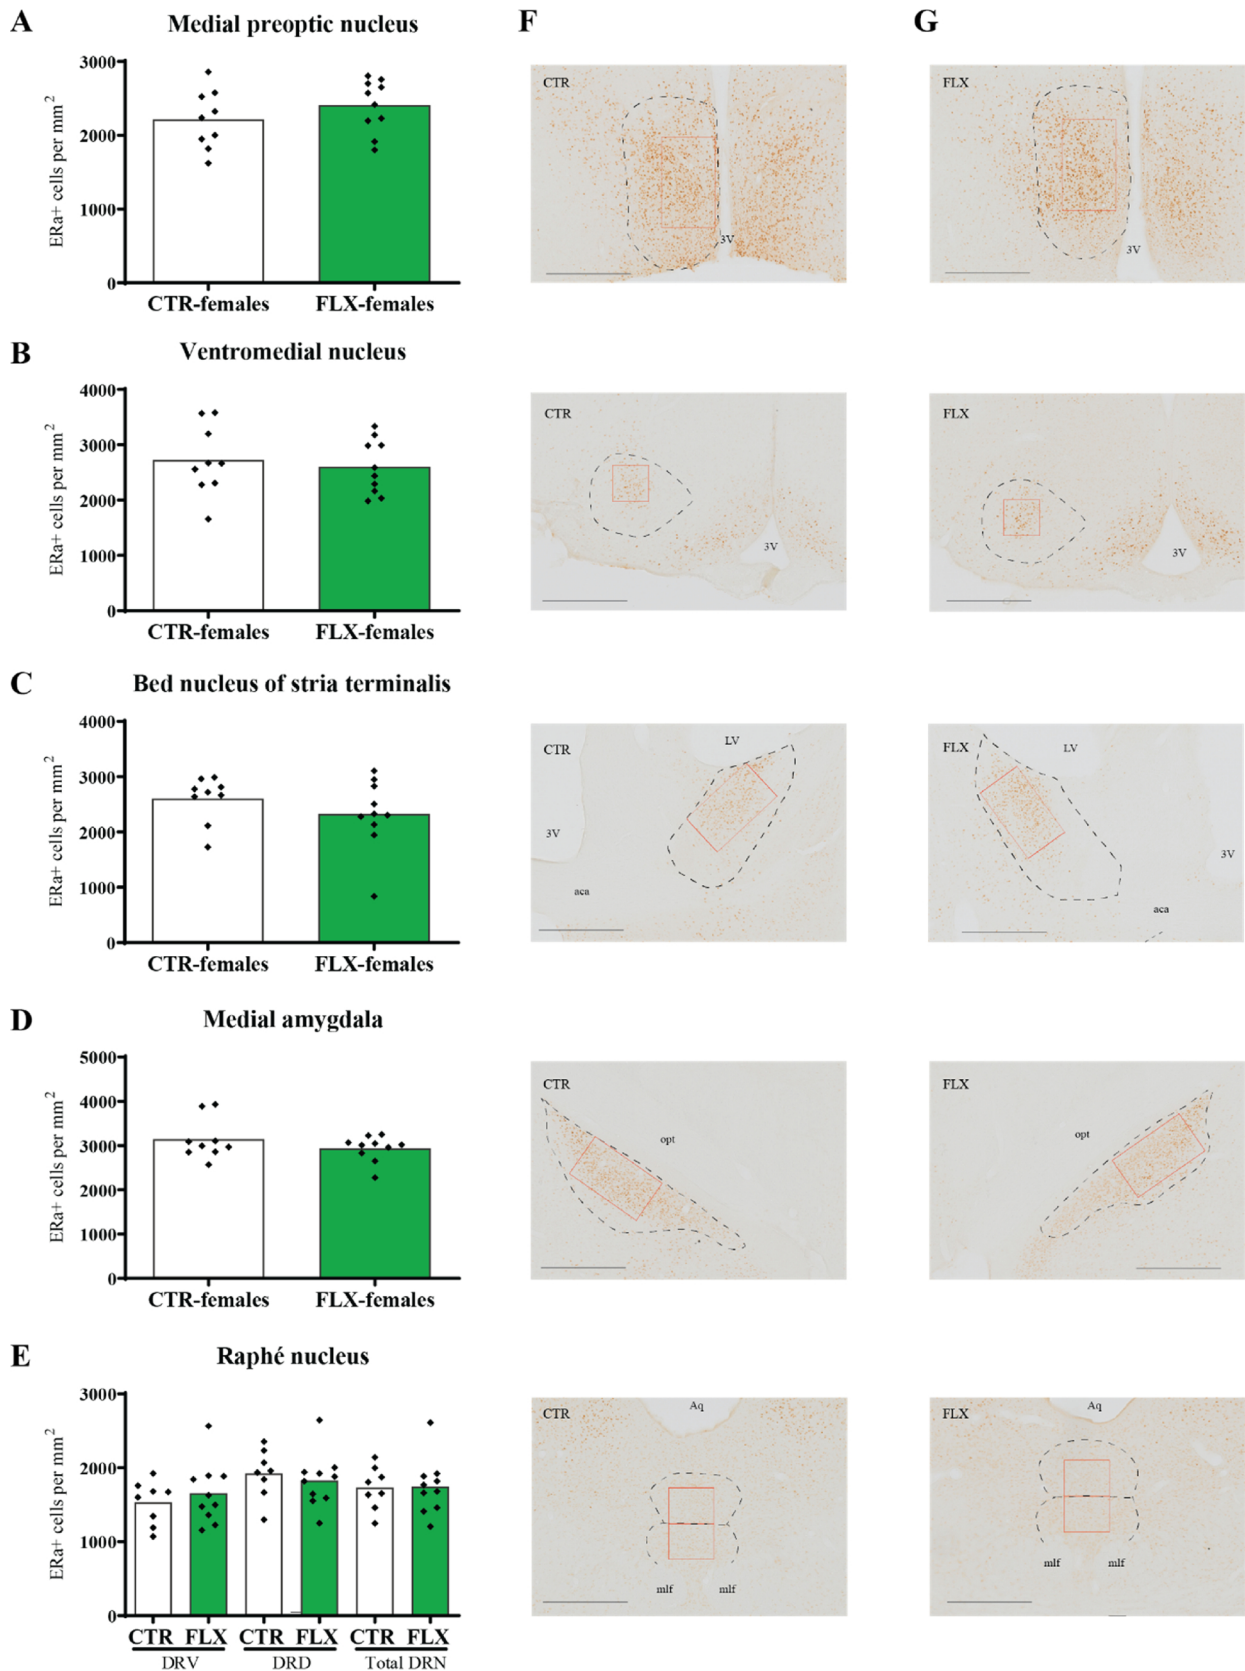 A
Medial preoptic nucleus
F
G
ERa+ cells per mm2
3000
2000
1000
0
CTR-females
FLX-females
CTR
3V
FLX
3V
B
Ventromedial nucleus
ERa+ cells per mm2
4000
3000
2000
1000
0
CTR-females
FLX-females
CTR
3V
FLX
3V
C
Bed nucleus of stria terminalis
ERa+ cells per mm2
4000
3000
2000
1000
0
CTR-females
FLX-females
CTR
LV
3V
aca
FLX
LV
3V
aca
D
Medial amygdala
ERa+ cells per mm2
5000
4000
3000
2000
1000
0
CTR-females
FLX-females
CTR
opt
FLX
opt
E
Raphé nucleus
ERa+ cells per mm2
3000
2000
1000
0
CTR FLX CTR FLX CTR FLX
DRV DRD Total DRN
CTR
Aq
mlf mlf
FLX
Aq
mlf mlf